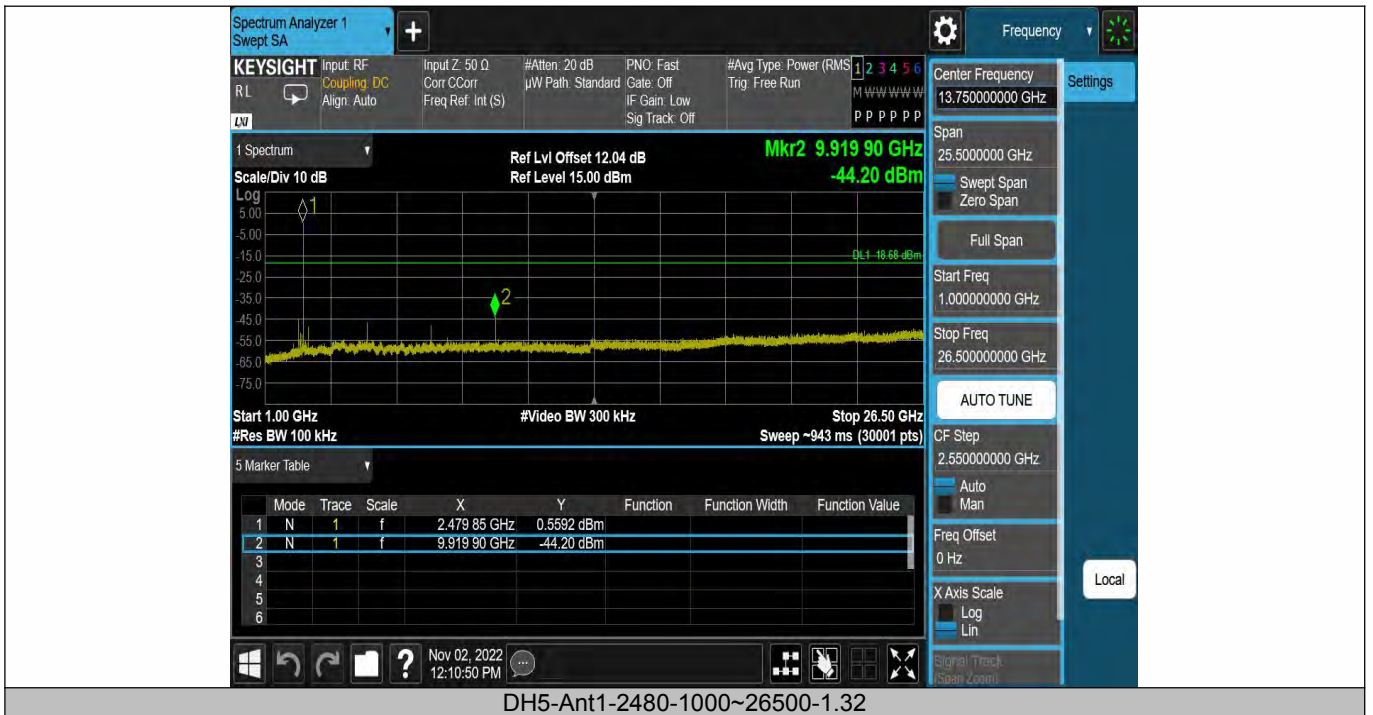 Spectrum Analyzer 1
Swept SA
+
Frequency
KEYSIGHT Input: RF Input Z: 50 Ω #Atten: 20 dB PNO: Fast #Avg Type: Power (RMS 1 2 3 4 5 6
R L Coupling: DC Corr CCorr µW Path: Standard Gate: Off Trig: Free Run
Align: Auto Freq Ref: Int (S) IF Gain: Low M W W W W W
LXI Sig Track: Off P P P P P P
1 Spectrum
Ref Lvl Offset 12.04 dB
Mkr2 9.919 90 GHz
Scale/Div 10 dB
Ref Level 15.00 dBm
-44.20 dBm
Log
5.00
-5.00
-15.0
-25.0
-35.0
-45.0
-55.0
-65.0
-75.0
1
2
DL1 -18.68 dBm
Start 1.00 GHz #Video BW 300 kHz Stop 26.50 GHz
#Res BW 100 kHz Sweep ~943 ms (30001 pts)
5 Marker Table
Mode Trace Scale X Y Function Function Width Function Value
1 N 1 f 2.479 85 GHz 0.5592 dBm
2 N 1 f 9.919 90 GHz -44.20 dBm
3
4
5
6
?
Nov 02, 2022
12:10:50 PM
Center Frequency
13.750000000 GHz
Settings
Span
25.5000000 GHz
Swept Span
Zero Span
Full Span
Start Freq
1.000000000 GHz
Stop Freq
26.500000000 GHz
AUTO TUNE
CF Step
2.550000000 GHz
Auto
Man
Freq Offset
0 Hz
X Axis Scale
Log
Lin
Signal Track
(Span Zoom)
Local
DH5-Ant1-2480-1000~26500-1.32